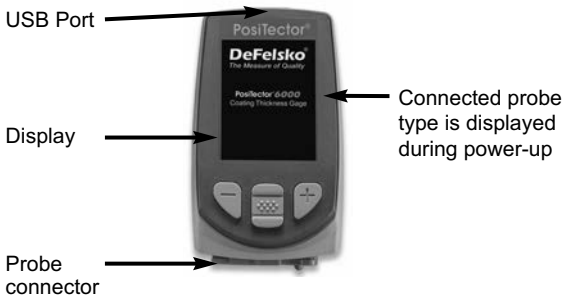 USB Port
PosiTector®
DeFelsko®
The Measure of Quality
PosiTector® 6000
Coating Thickness Gage
Connected probe
type is displayed
during power-up
Display
Probe
connector